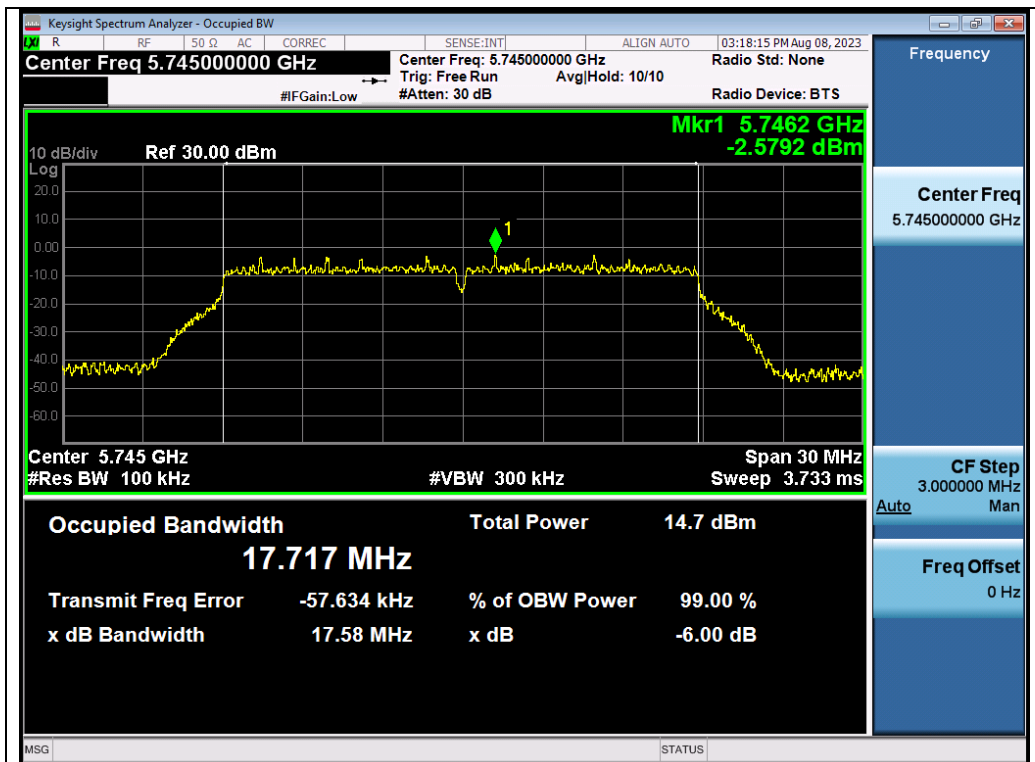 Keysight Spectrum Analyzer - Occupied BW
LXI R RF 50 Ω AC CORREC SENSE:INT ALIGN AUTO 03:18:15 PM Aug 08, 2023
Center Freq 5.745000000 GHz
Center Freq: 5.745000000 GHz Radio Std: None
Trig: Free Run Avg|Hold: 10/10
#IFGain:Low #Atten: 30 dB Radio Device: BTS
Mkr1 5.7462 GHz
10 dB/div Ref 30.00 dBm -2.5792 dBm
Log
20.0
10.0
1
0.00
-10.0
-20.0
-30.0
-40.0
-50.0
-60.0
Center 5.745 GHz Span 30 MHz
#Res BW 100 kHz #VBW 300 kHz Sweep 3.733 ms
Occupied Bandwidth Total Power 14.7 dBm
17.717 MHz
Transmit Freq Error -57.634 kHz % of OBW Power 99.00 %
x dB Bandwidth 17.58 MHz x dB -6.00 dB
Frequency
Center Freq
5.745000000 GHz
CF Step
3.000000 MHz
Auto Man
Freq Offset
0 Hz
MSG STATUS